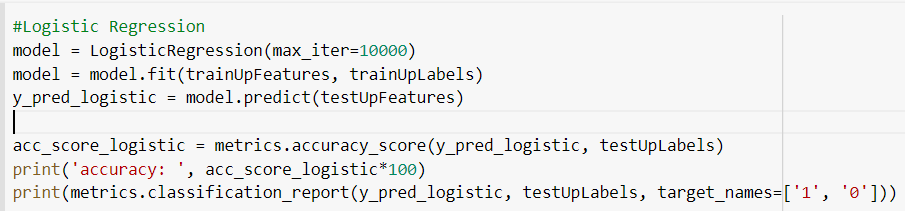 #Logistic Regression
model = LogisticRegression(max_iter=10000)
model = model.fit(trainUpFeatures, trainUpLabels)
y_pred_logistic = model.predict(testUpFeatures)
acc_score_logistic = metrics.accuracy_score(y_pred_logistic, testUpLabels)
print('accuracy: ', acc_score_logistic*100)
print(metrics.classification_report(y_pred_logistic, testUpLabels, target_names=['1', '0']))